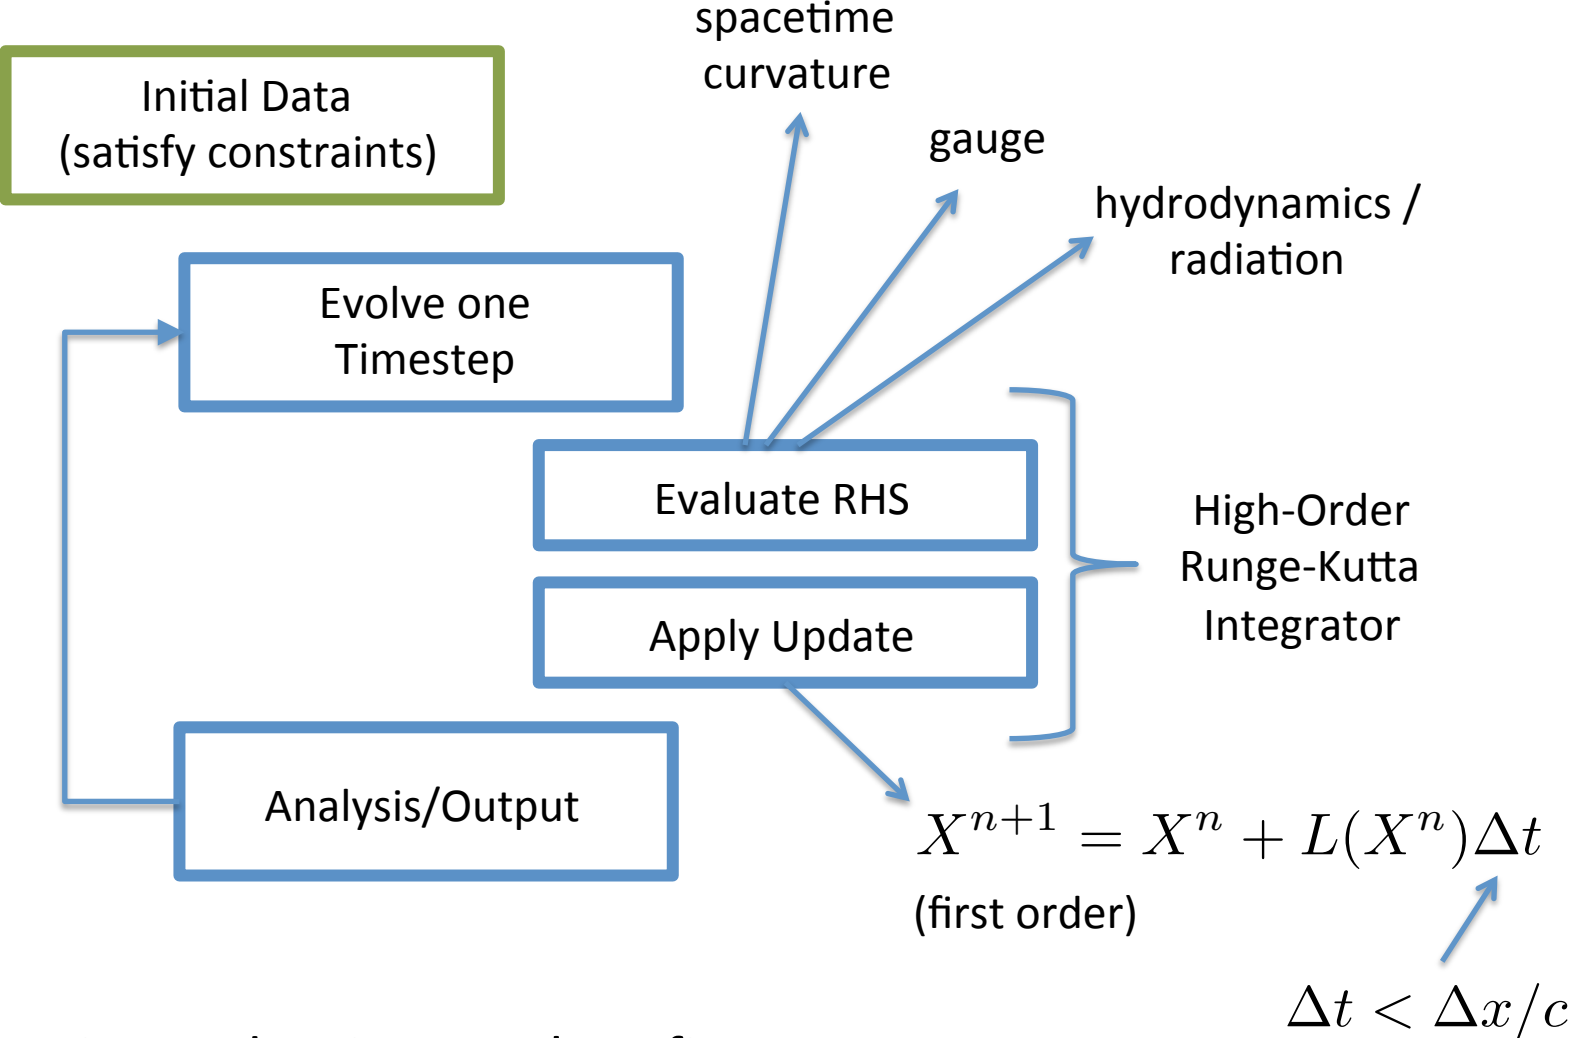 spacetime
curvature
gauge
hydrodynamics /
radiation
Initial Data
(satisfy constraints)
Evolve one
Timestep
Evaluate RHS
High-Order
Runge-Kutta
Integrator
Apply Update
Analysis/Output
X^{n+1} = X^n + L(X^n)Δt
(first order)
Δt < Δx/c